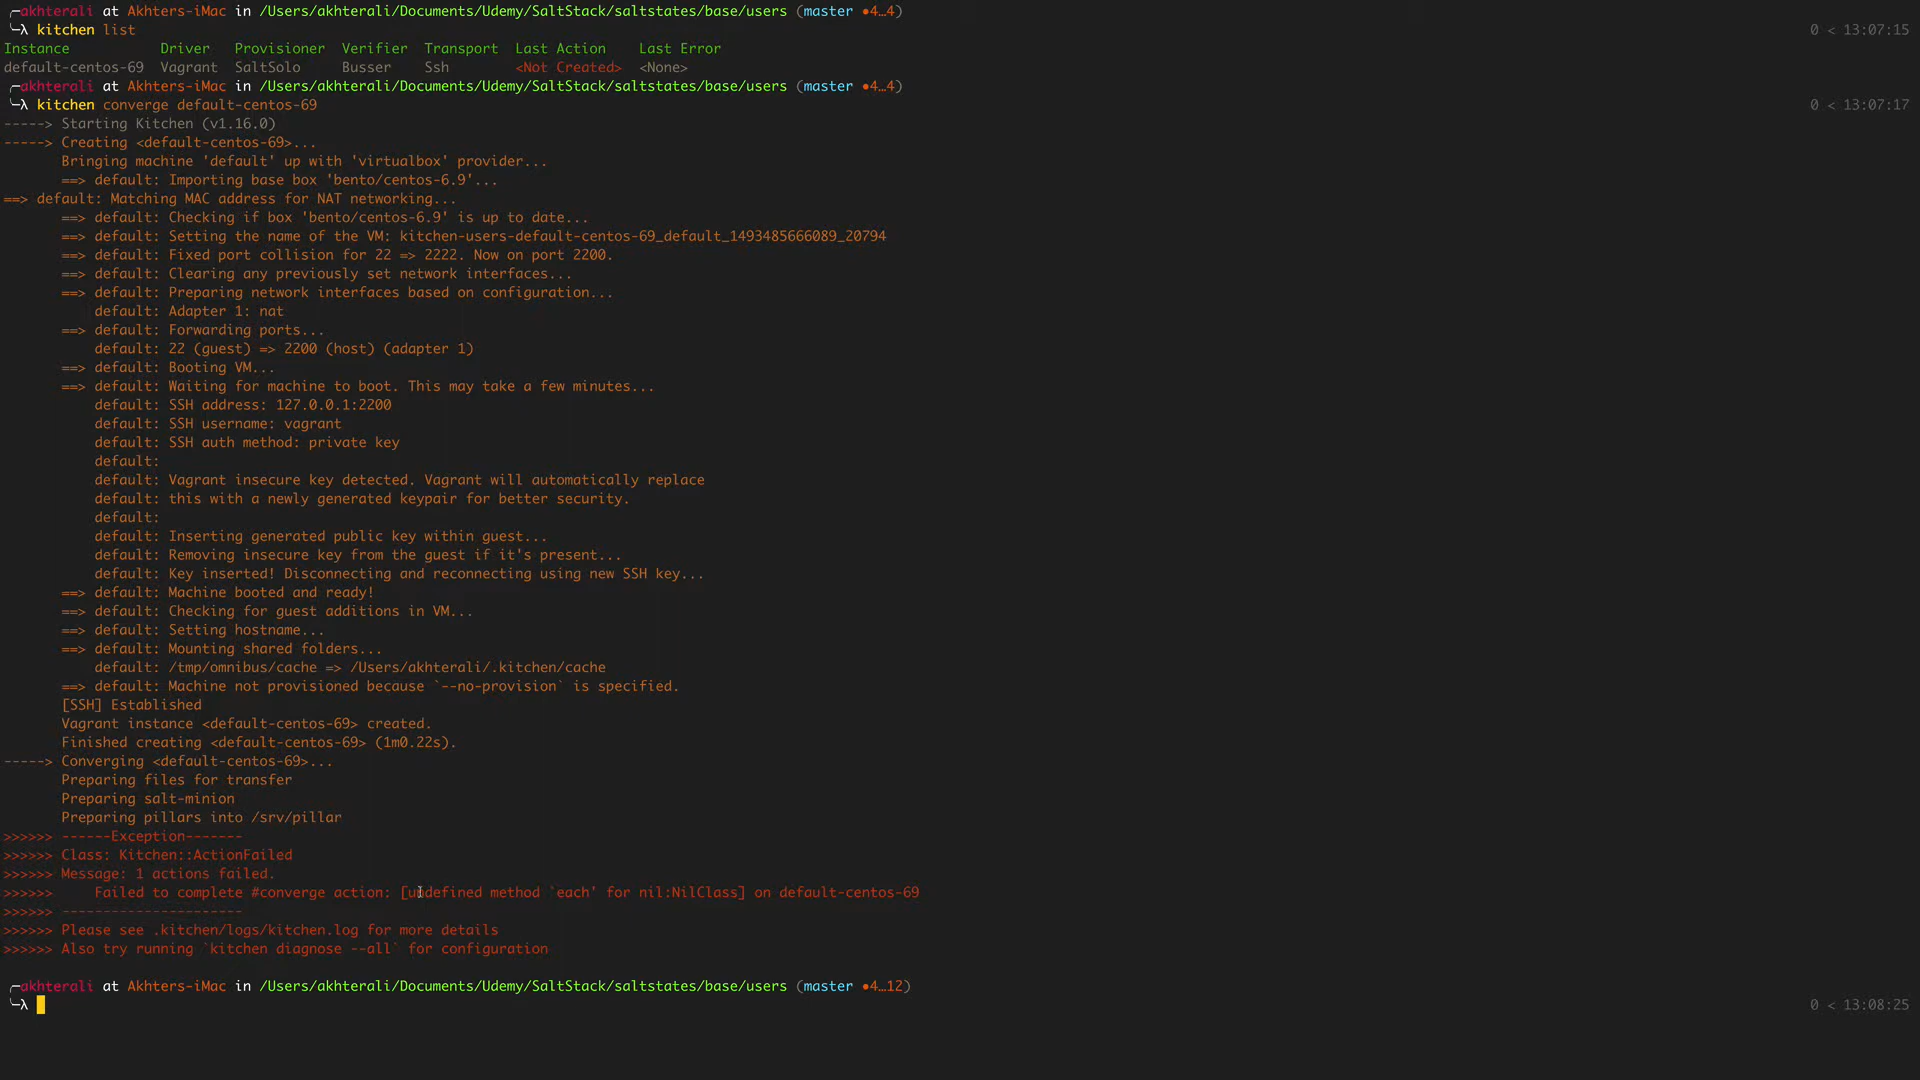 ╭─akhterali at Akhters-iMac in /Users/akhterali/Documents/Udemy/SaltStack/saltstates/base/users (master •4…4)
╰─λ kitchen list 0 < 13:07:15
Instance Driver Provisioner Verifier Transport Last Action Last Error
default-centos-69 Vagrant SaltSolo Busser Ssh <Not Created> <None>
╭─akhterali at Akhters-iMac in /Users/akhterali/Documents/Udemy/SaltStack/saltstates/base/users (master •4…4)
╰─λ kitchen converge default-centos-69 0 < 13:07:17
-----> Starting Kitchen (v1.16.0)
-----> Creating <default-centos-69>...
Bringing machine 'default' up with 'virtualbox' provider...
==> default: Importing base box 'bento/centos-6.9'...
==> default: Matching MAC address for NAT networking...
==> default: Checking if box 'bento/centos-6.9' is up to date...
==> default: Setting the name of the VM: kitchen-users-default-centos-69_default_1493485666089_20794
==> default: Fixed port collision for 22 => 2222. Now on port 2200.
==> default: Clearing any previously set network interfaces...
==> default: Preparing network interfaces based on configuration...
default: Adapter 1: nat
==> default: Forwarding ports...
default: 22 (guest) => 2200 (host) (adapter 1)
==> default: Booting VM...
==> default: Waiting for machine to boot. This may take a few minutes...
default: SSH address: 127.0.0.1:2200
default: SSH username: vagrant
default: SSH auth method: private key
default:
default: Vagrant insecure key detected. Vagrant will automatically replace
default: this with a newly generated keypair for better security.
default:
default: Inserting generated public key within guest...
default: Removing insecure key from the guest if it's present...
default: Key inserted! Disconnecting and reconnecting using new SSH key...
==> default: Machine booted and ready!
==> default: Checking for guest additions in VM...
==> default: Setting hostname...
==> default: Mounting shared folders...
default: /tmp/omnibus/cache => /Users/akhterali/.kitchen/cache
==> default: Machine not provisioned because `--no-provision` is specified.
[SSH] Established
Vagrant instance <default-centos-69> created.
Finished creating <default-centos-69> (1m0.22s).
-----> Converging <default-centos-69>...
Preparing files for transfer
Preparing salt-minion
Preparing pillars into /srv/pillar
>>>>>> ------Exception-------
>>>>>> Class: Kitchen::ActionFailed
>>>>>> Message: 1 actions failed.
>>>>>> Failed to complete #converge action: [undefined method `each' for nil:NilClass] on default-centos-69
>>>>>> ----------------------
>>>>>> Please see .kitchen/logs/kitchen.log for more details
>>>>>> Also try running `kitchen diagnose --all` for configuration
╭─akhterali at Akhters-iMac in /Users/akhterali/Documents/Udemy/SaltStack/saltstates/base/users (master •4…12)
╰─λ 0 < 13:08:25